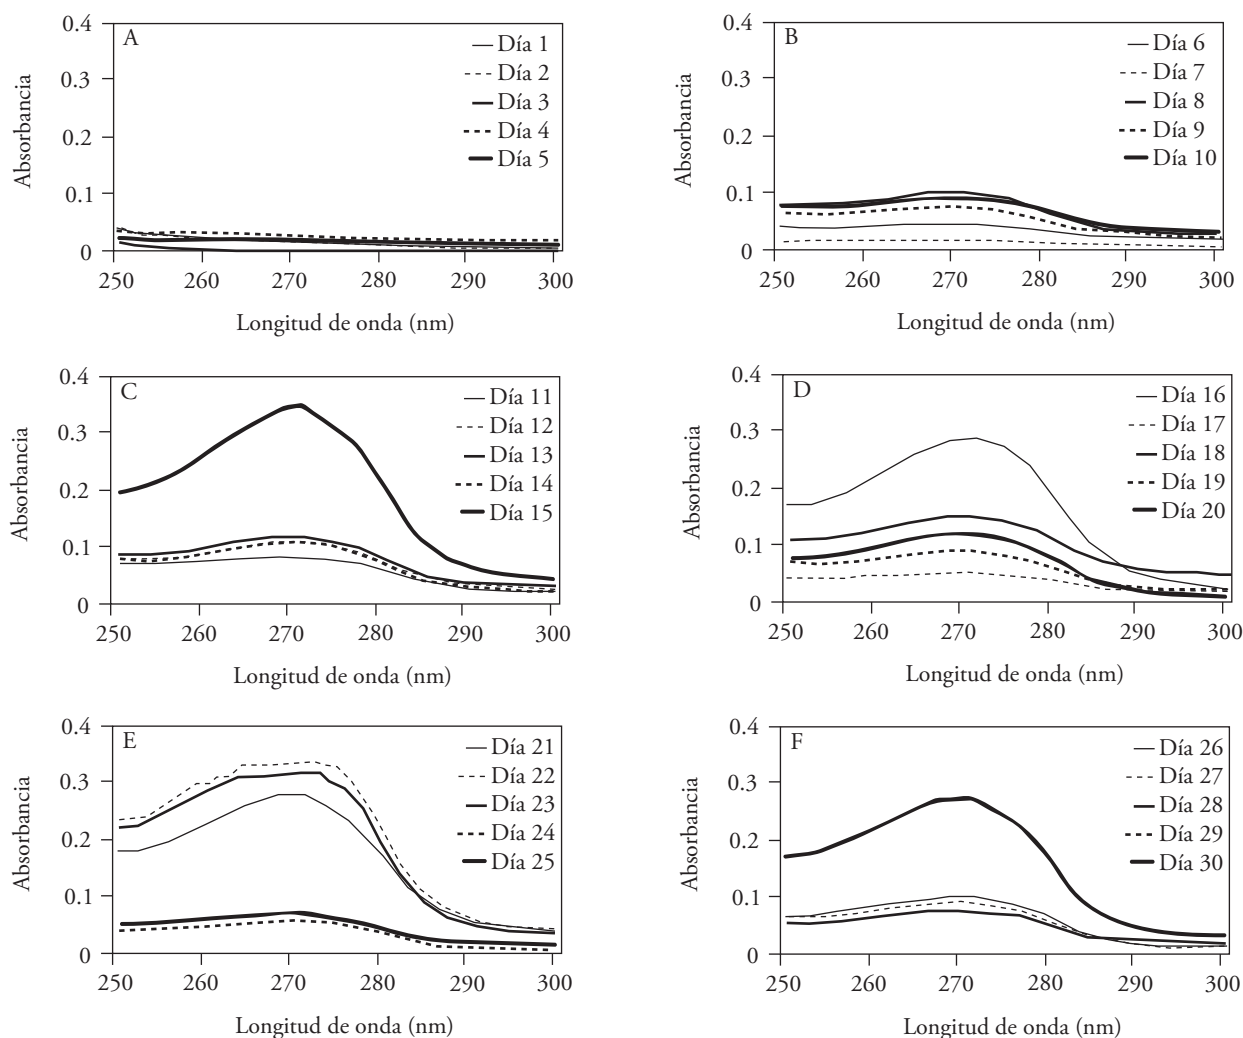 A
0.4
0.3
0.2
0.1
0
Absorbancia
Día 1
Día 2
Día 3
Día 4
Día 5
250 260 270 280 290 300
Longitud de onda (nm)
B
0.4
0.3
0.2
0.1
0
Absorbancia
Día 6
Día 7
Día 8
Día 9
Día 10
250 260 270 280 290 300
Longitud de onda (nm)
C
0.4
0.3
0.2
0.1
0
Absorbancia
Día 11
Día 12
Día 13
Día 14
Día 15
250 260 270 280 290 300
Longitud de onda (nm)
D
0.4
0.3
0.2
0.1
0
Absorbancia
Día 16
Día 17
Día 18
Día 19
Día 20
250 260 270 280 290 300
Longitud de onda (nm)
E
0.4
0.3
0.2
0.1
0
Absorbancia
Día 21
Día 22
Día 23
Día 24
Día 25
250 260 270 280 290 300
Longitud de onda (nm)
F
0.4
0.3
0.2
0.1
0
Absorbancia
Día 26
Día 27
Día 28
Día 29
Día 30
250 260 270 280 290 300
Longitud de onda (nm)